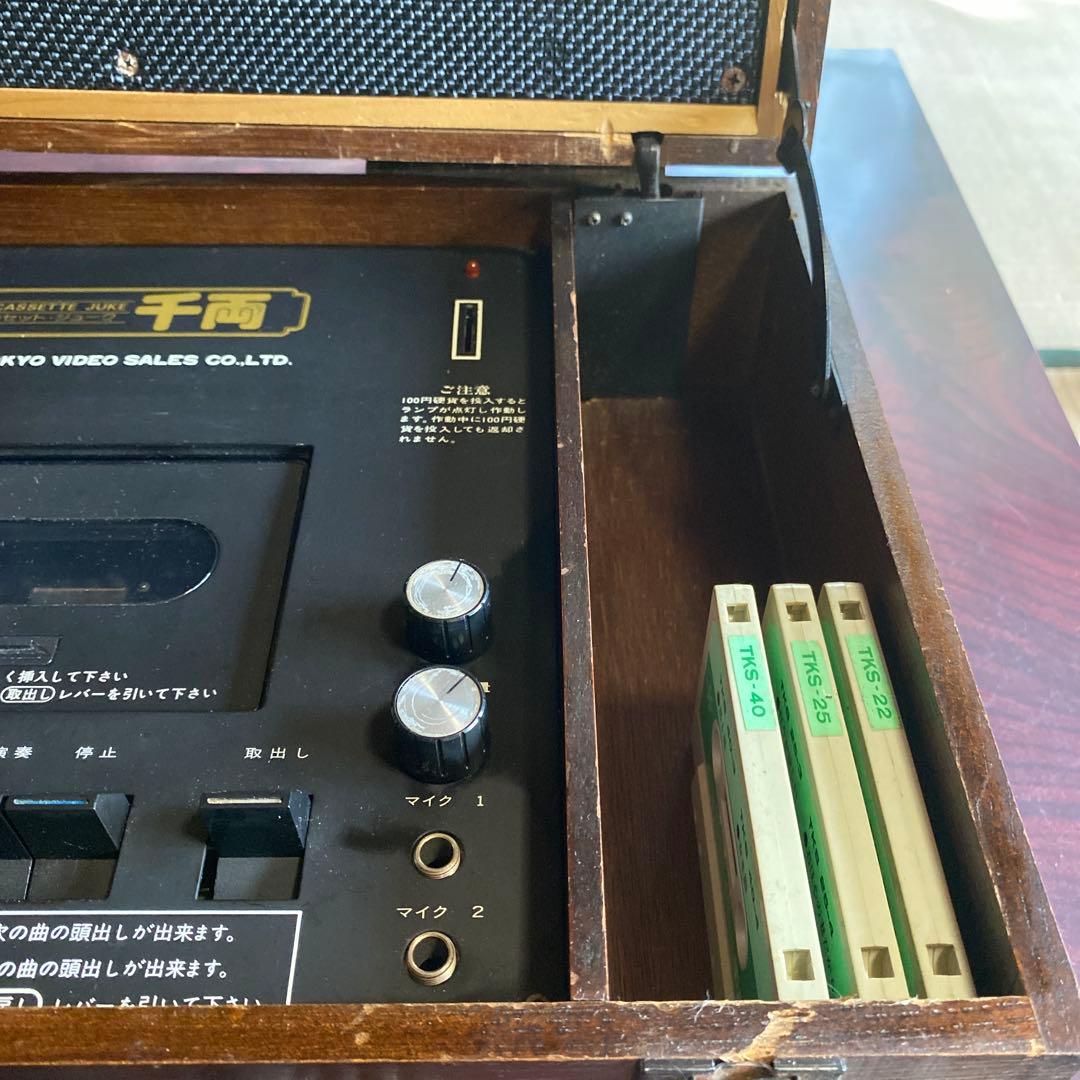 CASSETTE JUKE
セット・ジューク
千両
KYO VIDEO SALES CO.,LTD.
ご注意
100円硬貨を投入すると
ランプが点灯し作動し
ます。作動中に100円硬
貨を投入しても返却さ
れません。
く挿入して下さい
取出しレバーを引いて下さい
演奏 停止 取出し
マイク 1
マイク 2
次の曲の頭出しが出来ます。
の曲の頭出しが出来ます。
戻しレバーを引いて下さい
TKS-40
TKS-25
TKS-22